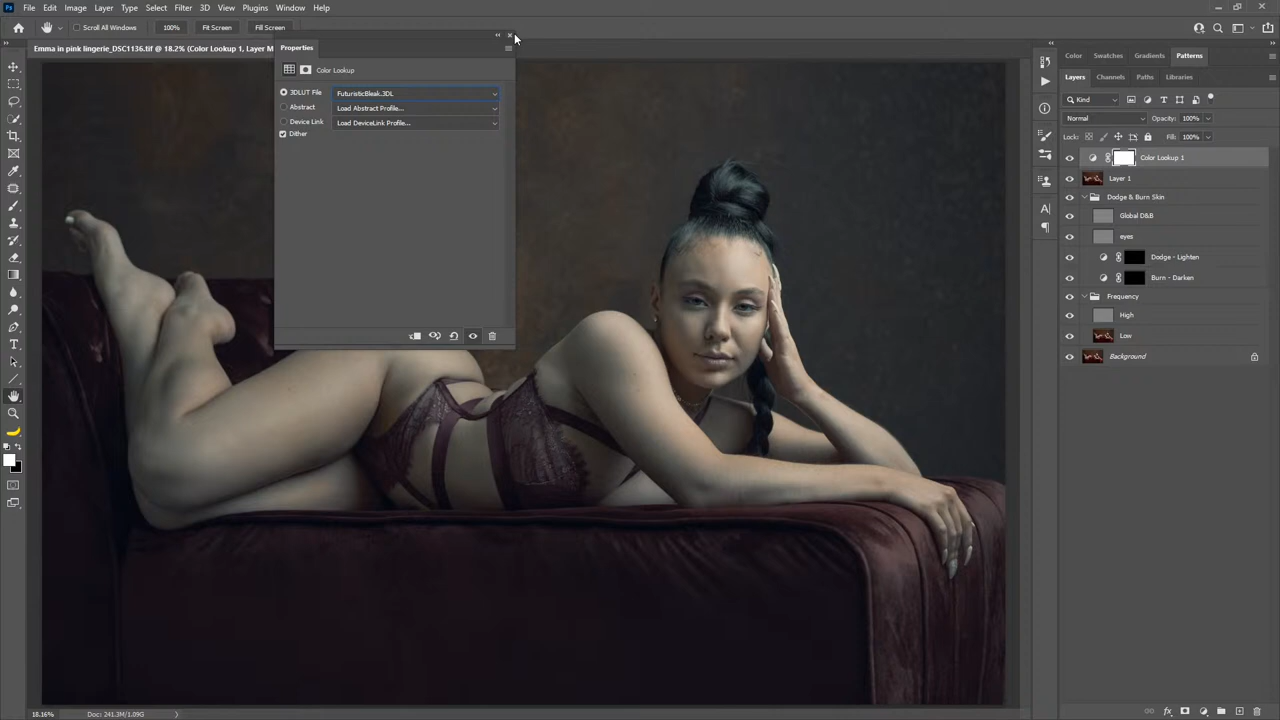 File Edit Image Layer Type Select Filter 3D View Plugins Window Help
Scroll All Windows 100% Fit Screen Fill Screen
Emma in pink lingerie_DSC1136.tif @ 18.2% (Color Lookup 1, Layer M
Properties
Color Lookup
3DLUT File FuturisticBleak.3DL
Abstract Load Abstract Profile...
Device Link Load DeviceLink Profile...
Dither
Color Swatches Gradients Patterns
Layers Channels Paths Libraries
Kind
Normal Opacity: 100%
Lock: Fill: 100%
Color Lookup 1
Layer 1
Dodge & Burn Skin
Global D&B
eyes
Dodge - Lighten
Burn - Darken
Frequency
High
Low
Background
18.16% Doc: 241.3M/1.09G